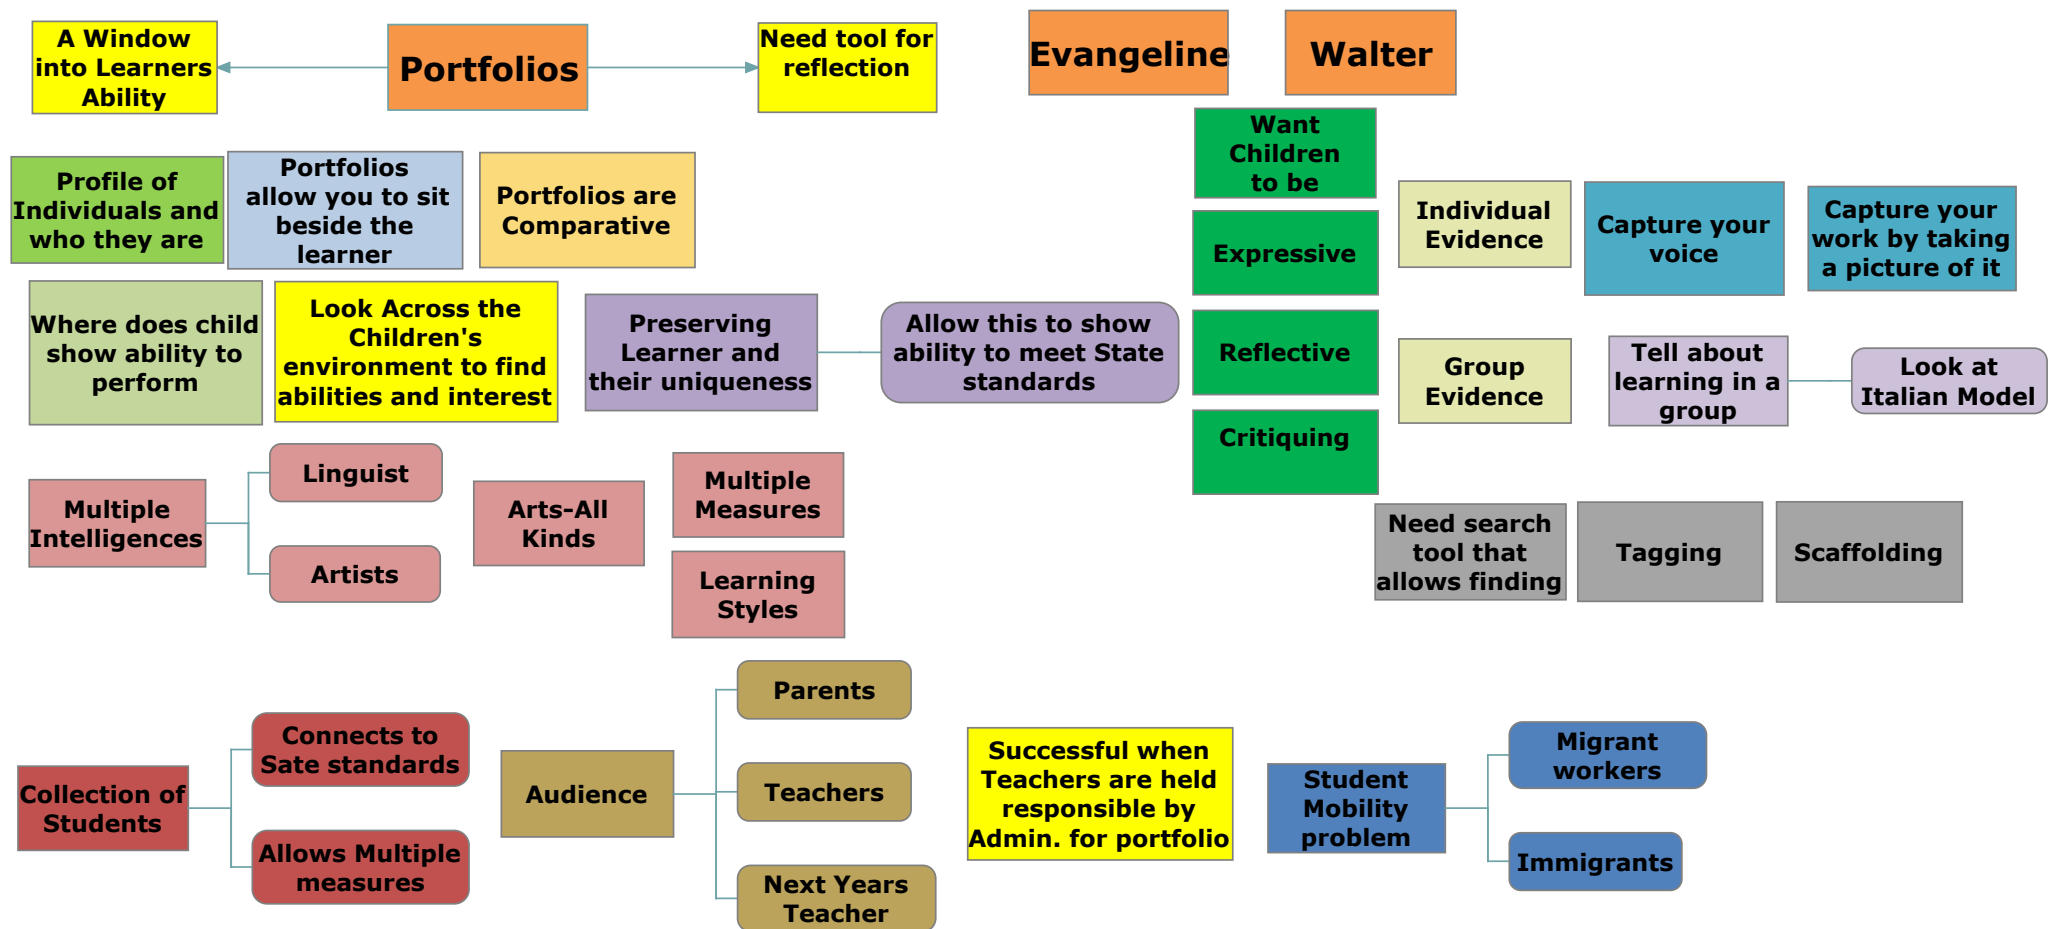 A Window
into Learners
Ability
Portfolios
Need tool for
reflection
Evangeline
Walter
Want
Children
to be
Profile of
Individuals and
who they are
Portfolios
allow you to sit
beside the
learner
Portfolios are
Comparative
Expressive
Individual
Evidence
Capture your
voice
Capture your
work by taking
a picture of it
Where does child
show ability to
perform
Look Across the
Children's
environment to find
abilities and interest
Preserving
Learner and
their uniqueness
Allow this to show
ability to meet State
standards
Reflective
Group
Evidence
Tell about
learning in a
group
Look at
Italian Model
Critiquing
Multiple
Intelligences
Linguist
Artists
Arts-All
Kinds
Multiple
Measures
Learning
Styles
Need search
tool that
allows finding
Tagging
Scaffolding
Collection of
Students
Connects to
Sate standards
Allows Multiple
measures
Audience
Parents
Teachers
Next Years
Teacher
Successful when
Teachers are held
responsible by
Admin. for portfolio
Student
Mobility
problem
Migrant
workers
Immigrants